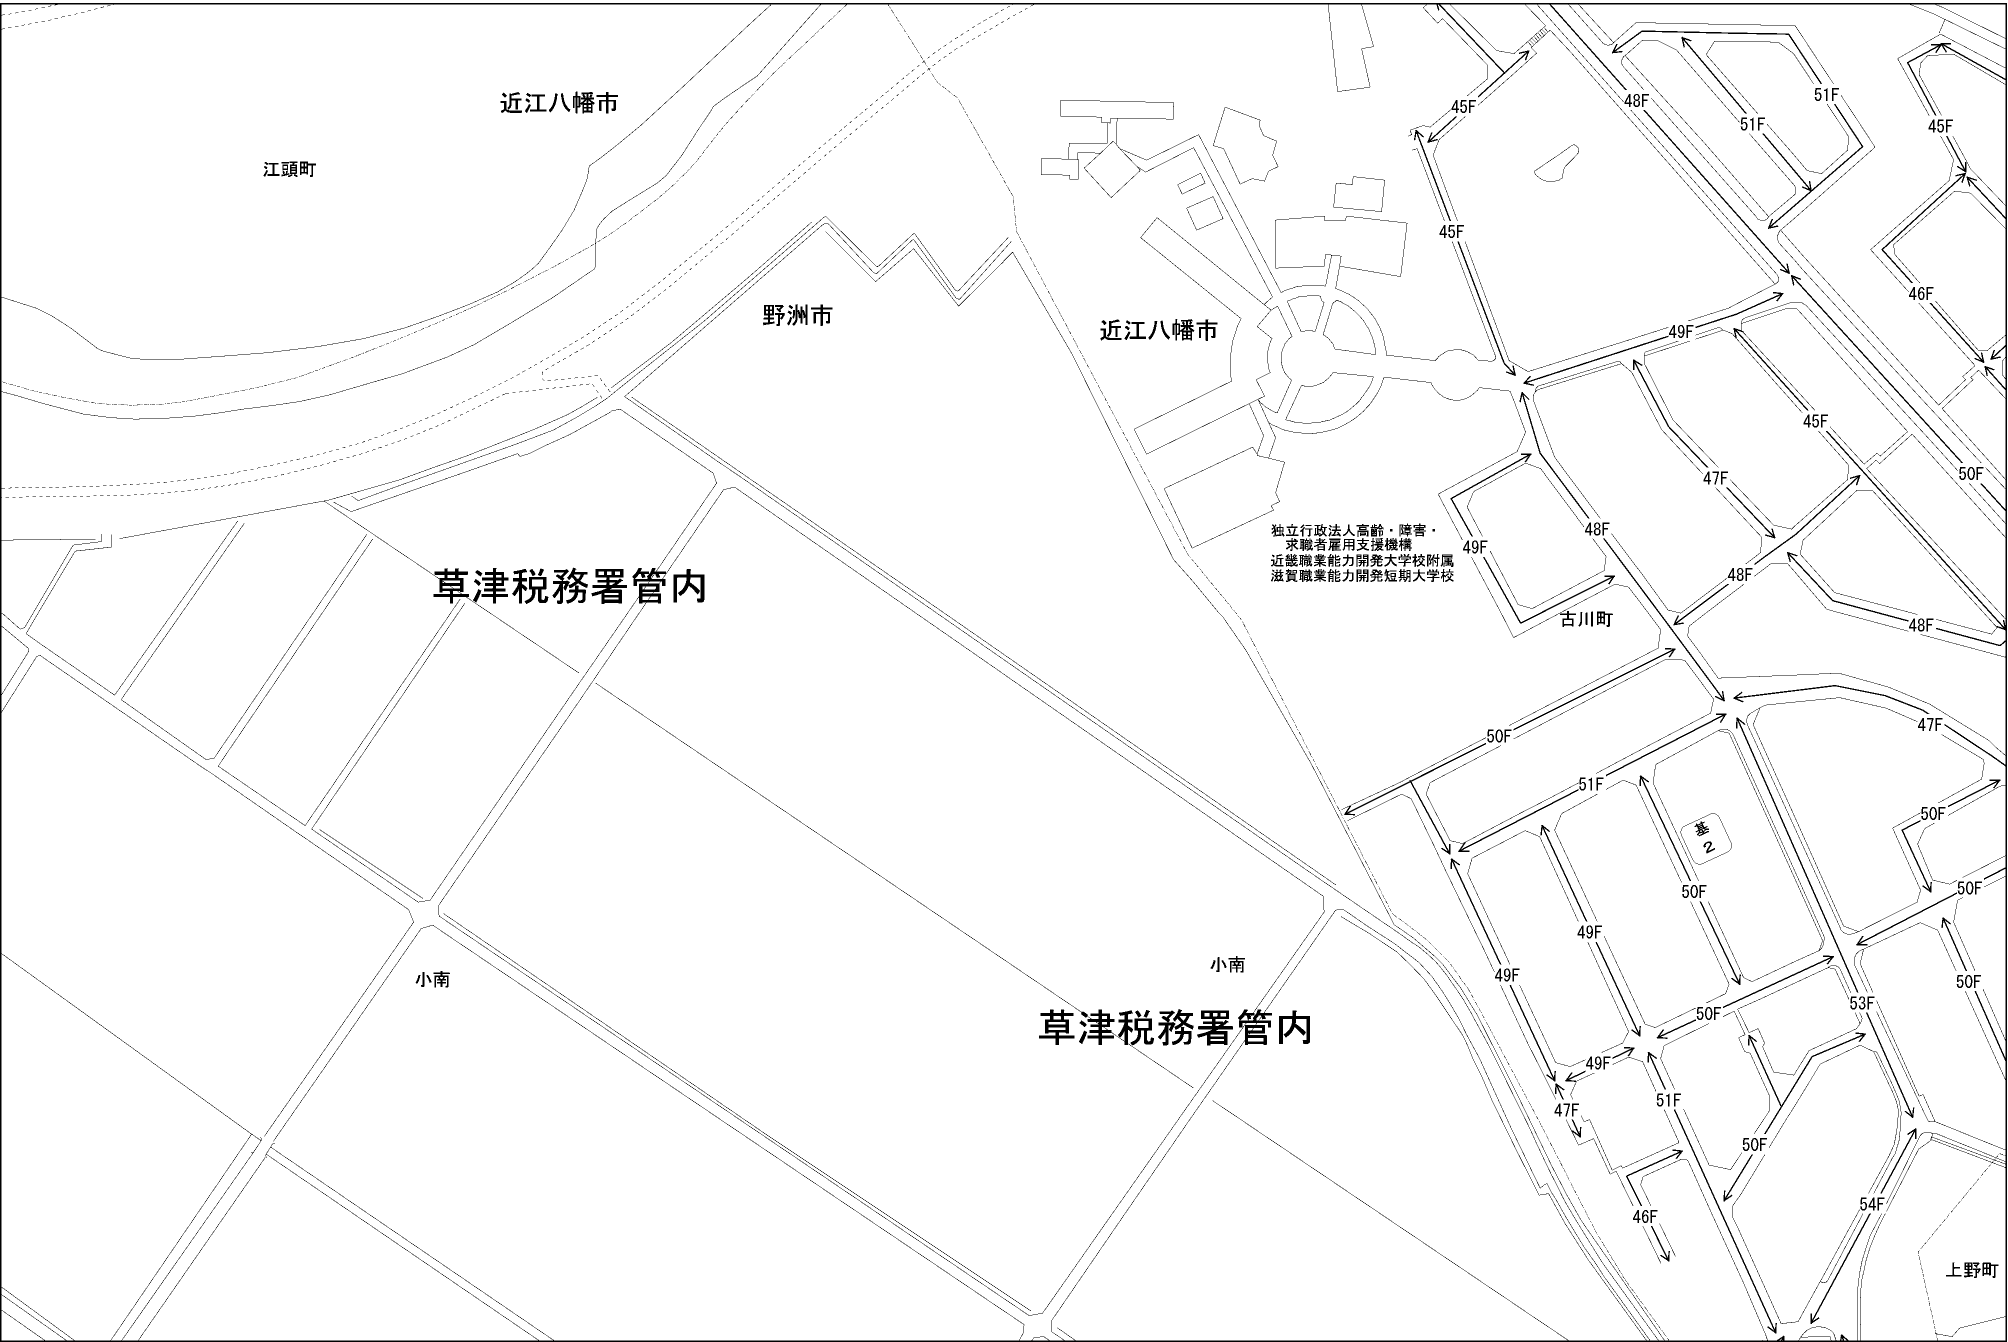 近江八幡市
江頭町
野洲市
近江八幡市
草津税務署管内
独立行政法人高齢・障害・
求職者雇用支援機構
近畿職業能力開発大学校附属
滋賀職業能力開発短期大学校
古川町
小南
小南
草津税務署管内
上野町
基
2
45F
48F
51F
51F
45F
45F
46F
49F
45F
47F
50F
49F
48F
48F
48F
50F
47F
51F
50F
50F
50F
49F
49F
50F
53F
50F
49F
47F
51F
50F
54F
46F